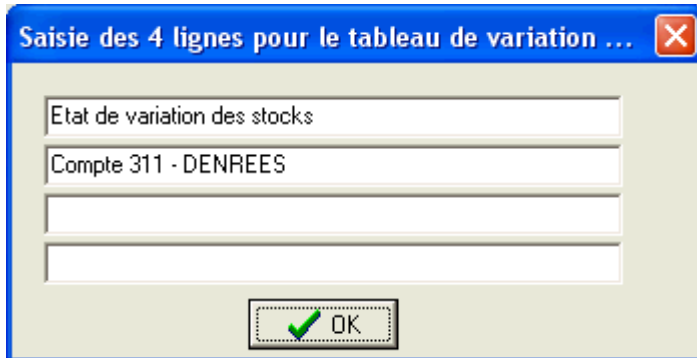 Saisie des 4 lignes pour le tableau de variation ...
Etat de variation des stocks
Compte 311 - DENREES
OK